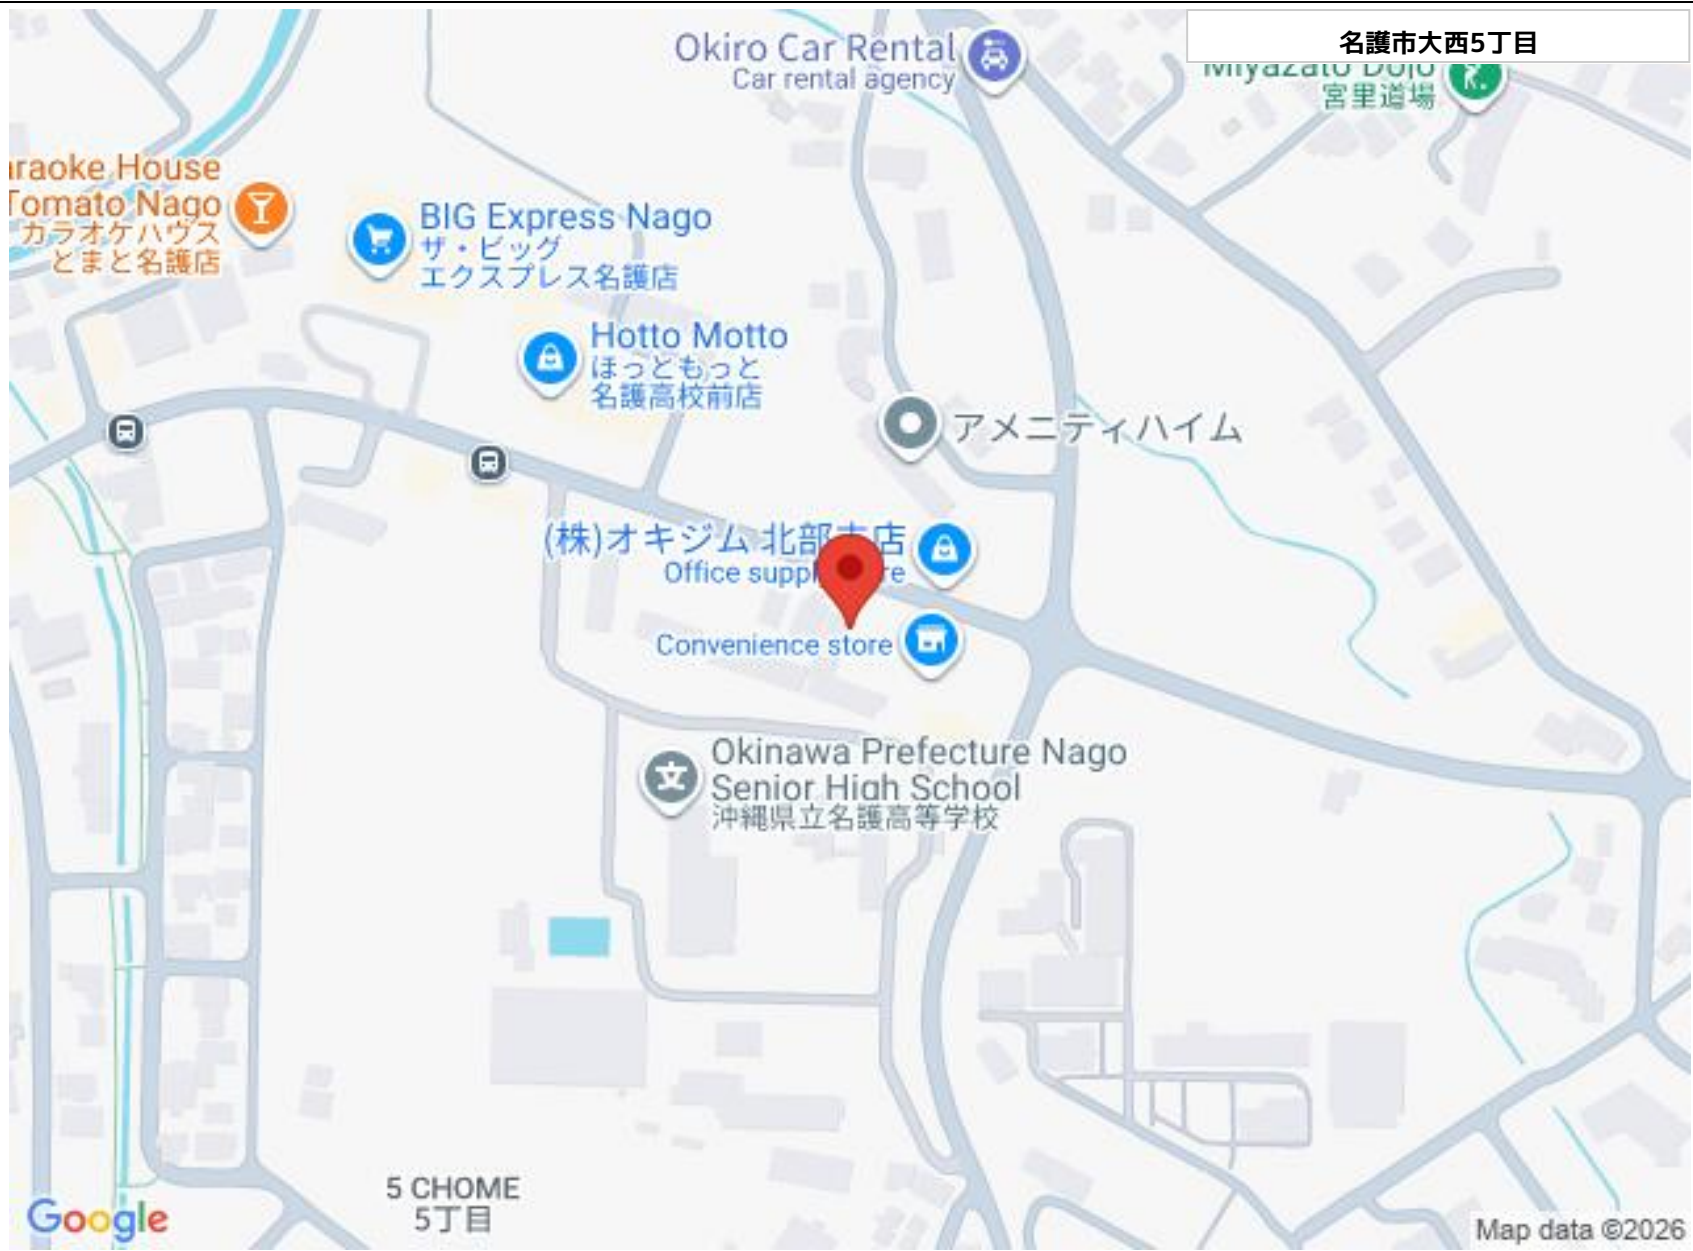 名護市大西5丁目
Okiro Car Rental
Car rental agency
宮里道場
House
Tomato Nago
カラオケハウス
とまと名護店
BIG Express Nago
ザ・ビッグ
エクスプレス名護店
Hotto Motto
ほっともっと
名護高校前店
アメニティハイム
(株)オキジム 北部
Office
Convenience store
Okinawa Prefecture Nago
Senior High School
沖縄県立名護高等学校
5 CHOME
5丁目
Google
Map data ©2026